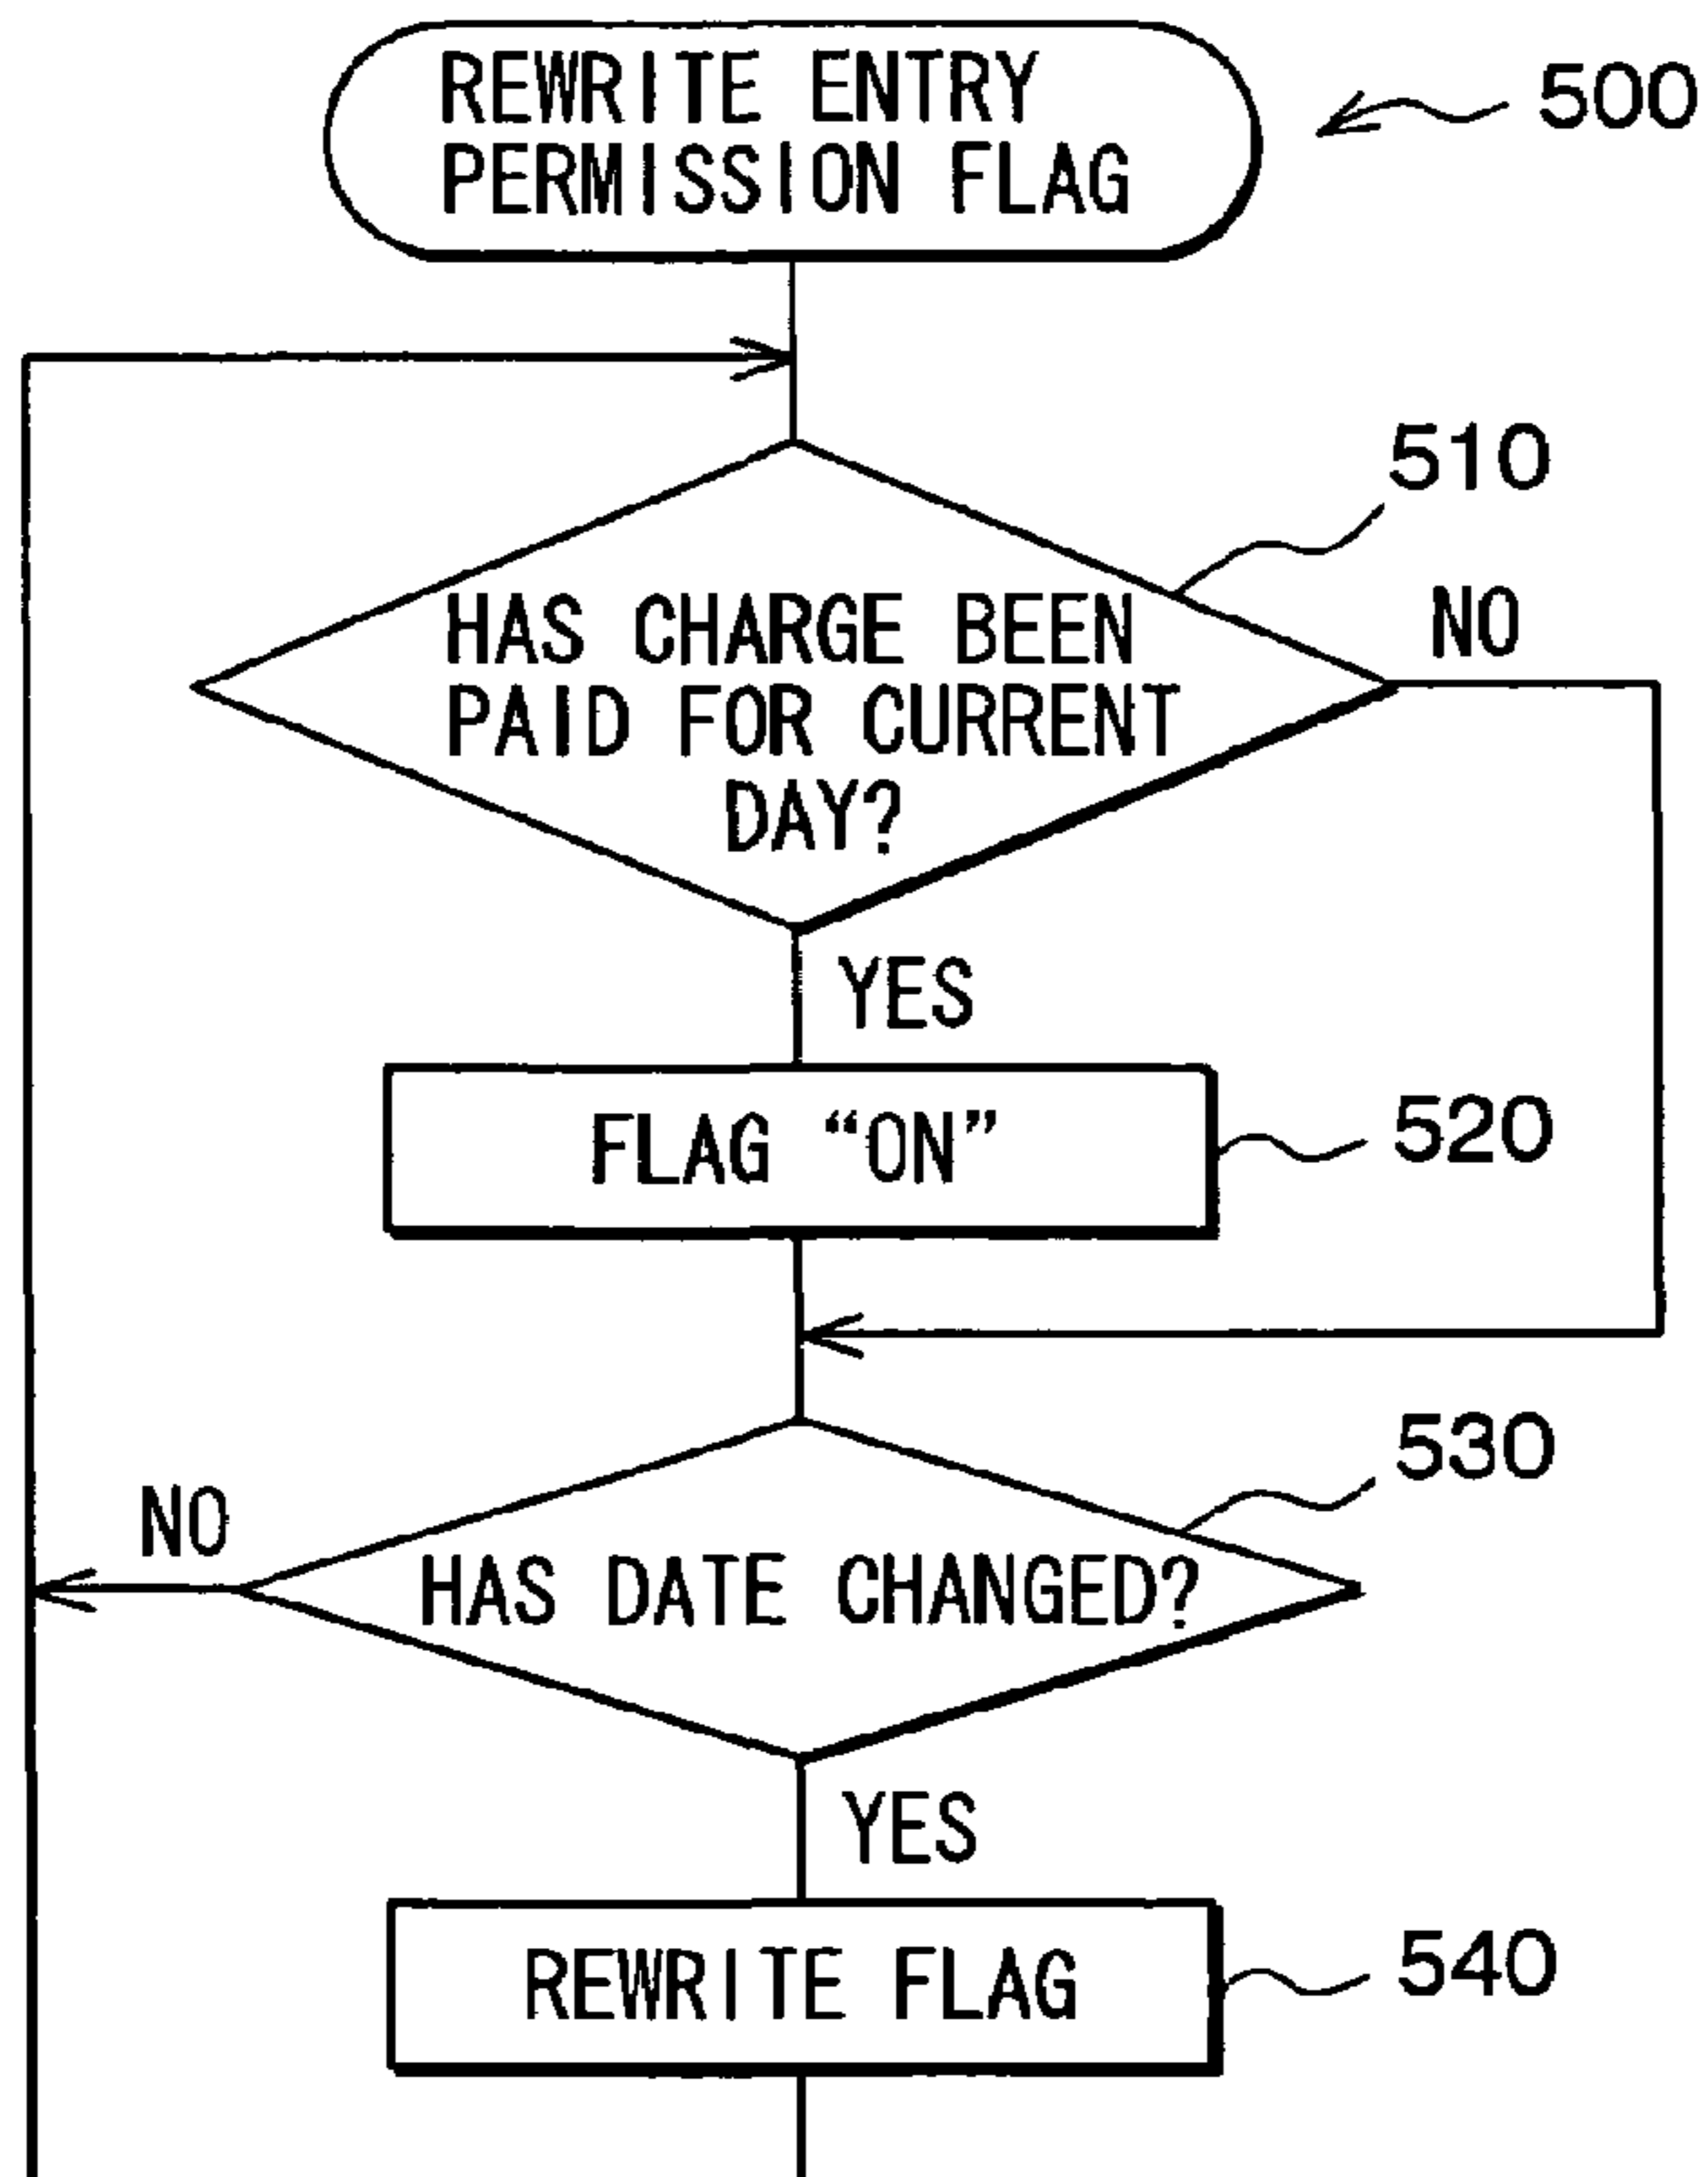 REWRITE ENTRY
PERMISSION FLAG
500
510
HAS CHARGE BEEN
PAID FOR CURRENT
DAY?
NO
YES
FLAG “ON”
520
530
NO
HAS DATE CHANGED?
YES
REWRITE FLAG
540